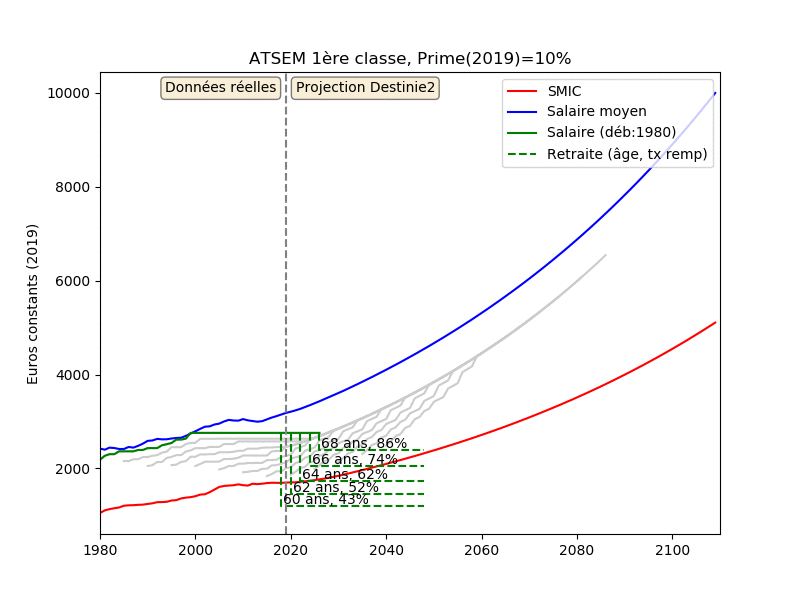 ATSEM 1ère classe, Prime(2019)=10%
Données réelles
Projection Destinie2
SMIC
Salaire moyen
Salaire (déb:1980)
Retraite (âge, tx remp)
Euros constants (2019)
10000
8000
6000
4000
2000
68 ans, 86%
66 ans, 74%
64 ans, 62%
62 ans, 52%
60 ans, 43%
1980
2000
2020
2040
2060
2080
2100